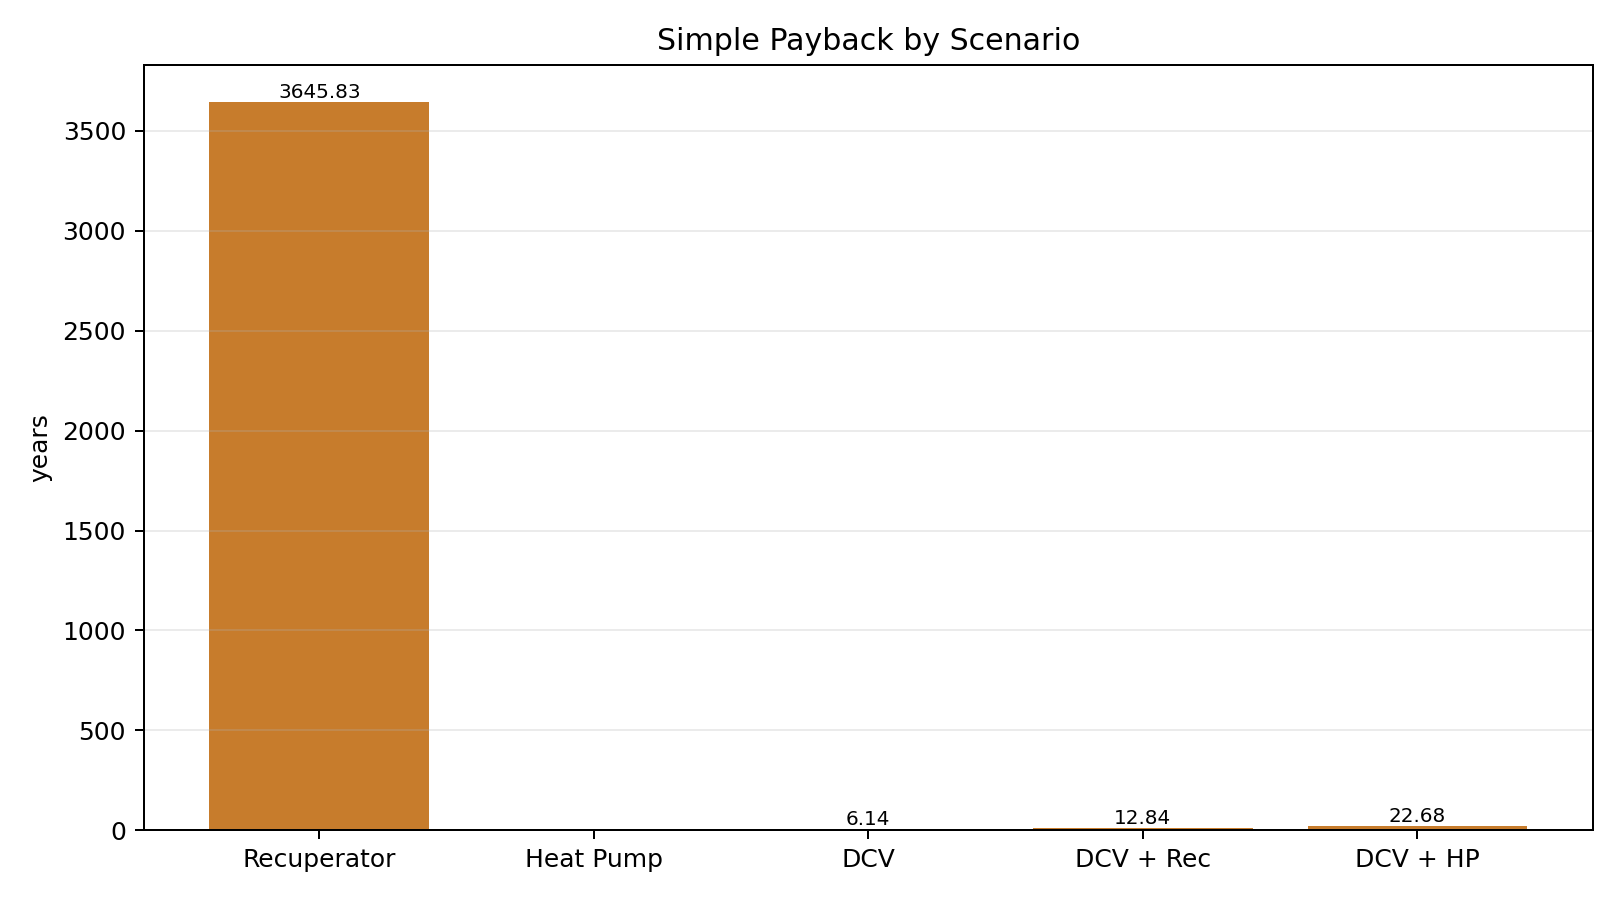 Simple Payback by Scenario
3645.83
6.14
12.84
22.68
3500
3000
2500
2000
1500
1000
500
0
years
Recuperator
Heat Pump
DCV
DCV + Rec
DCV + HP